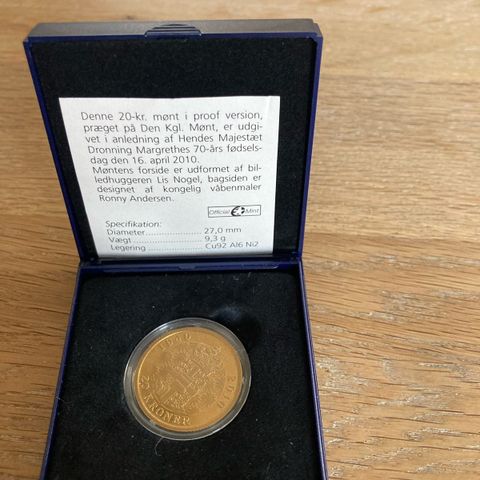 Denne 20-kr. mønt i proof version,
præget på Den Kgl. Mønt, er udgi-
vet i anledning af Hendes Majestæt
Dronning Margrethes 70-års fødsels-
dag den 16. april 2010.
Møntens forside er udformet af bil-
ledhuggeren Lis Nogel, bagsiden er
designet af kongelig våbenmaler
Ronny Andersen.
Official Mint
Specifikation:
Diameter 27,0 mm
Vægt 9,3 g
Legering Cu92 Al6 Ni2
1940
2010
20 KRONER